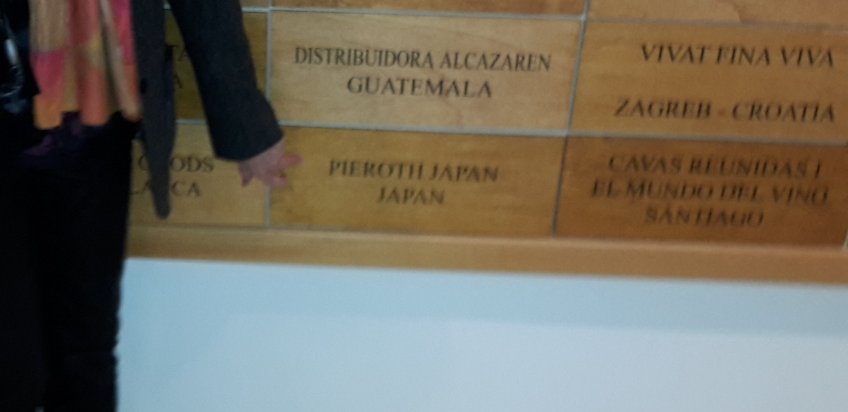 DISTRIBUIDORA ALCAZAREN
GUATEMALA
VIVAT FINA VIVA
ZAGREB - CROATIA
PIEROTH JAPAN
JAPAN
CAVAS REUNIDAS
EL MUNDO DEL VINO
SANTIAGO